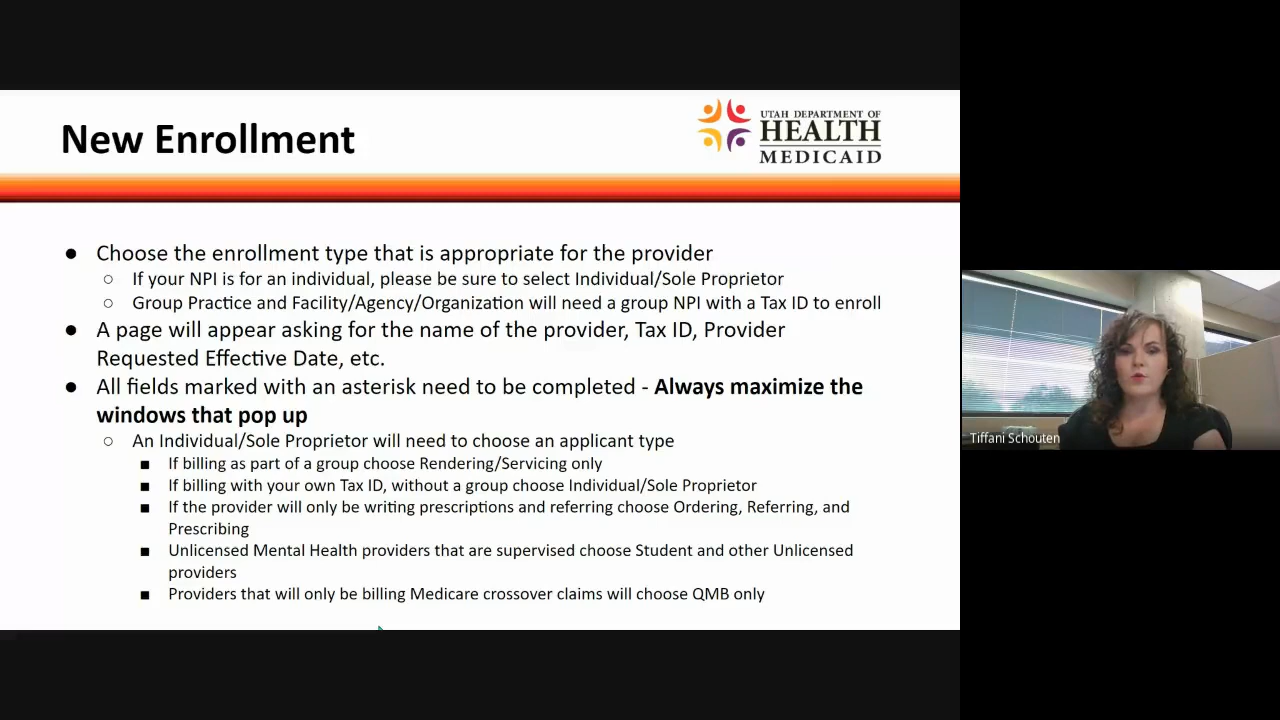 New Enrollment
UTAH DEPARTMENT OF
HEALTH
MEDICAID
● Choose the enrollment type that is appropriate for the provider
○ If your NPI is for an individual, please be sure to select Individual/Sole Proprietor
○ Group Practice and Facility/Agency/Organization will need a group NPI with a Tax ID to enroll
● A page will appear asking for the name of the provider, Tax ID, Provider
Requested Effective Date, etc.
● All fields marked with an asterisk need to be completed - Always maximize the
windows that pop up
○ An Individual/Sole Proprietor will need to choose an applicant type
■ If billing as part of a group choose Rendering/Servicing only
■ If billing with your own Tax ID, without a group choose Individual/Sole Proprietor
■ If the provider will only be writing prescriptions and referring choose Ordering, Referring, and
Prescribing
■ Unlicensed Mental Health providers that are supervised choose Student and other Unlicensed
providers
■ Providers that will only be billing Medicare crossover claims will choose QMB only
Tiffani Schouten